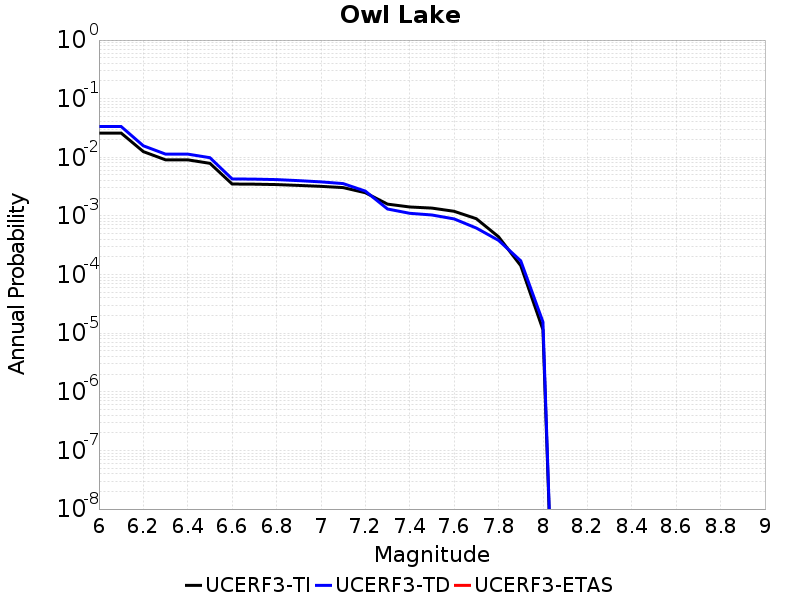 Owl Lake
Annual Probability
10^0
10^-1
10^-2
10^-3
10^-4
10^-5
10^-6
10^-7
10^-8
6 6.2 6.4 6.6 6.8 7 7.2 7.4 7.6 7.8 8 8.2 8.4 8.6 8.8 9
Magnitude
UCERF3-TI UCERF3-TD UCERF3-ETAS